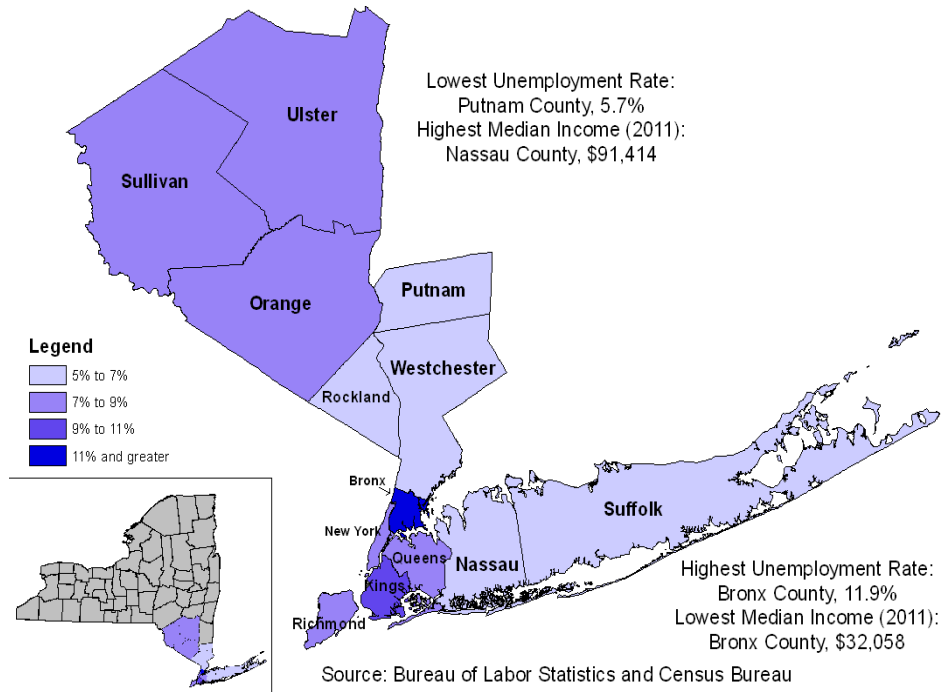 Lowest Unemployment Rate:
Putnam County, 5.7%
Highest Median Income (2011):
Nassau County, $91,414
Ulster
Sullivan
Orange
Putnam
Westchester
Rockland
Legend
5% to 7%
7% to 9%
9% to 11%
11% and greater
Bronx
New York
Queens
Kings
Richmond
Nassau
Suffolk
Highest Unemployment Rate:
Bronx County, 11.9%
Lowest Median Income (2011):
Bronx County, $32,058
Source: Bureau of Labor Statistics and Census Bureau